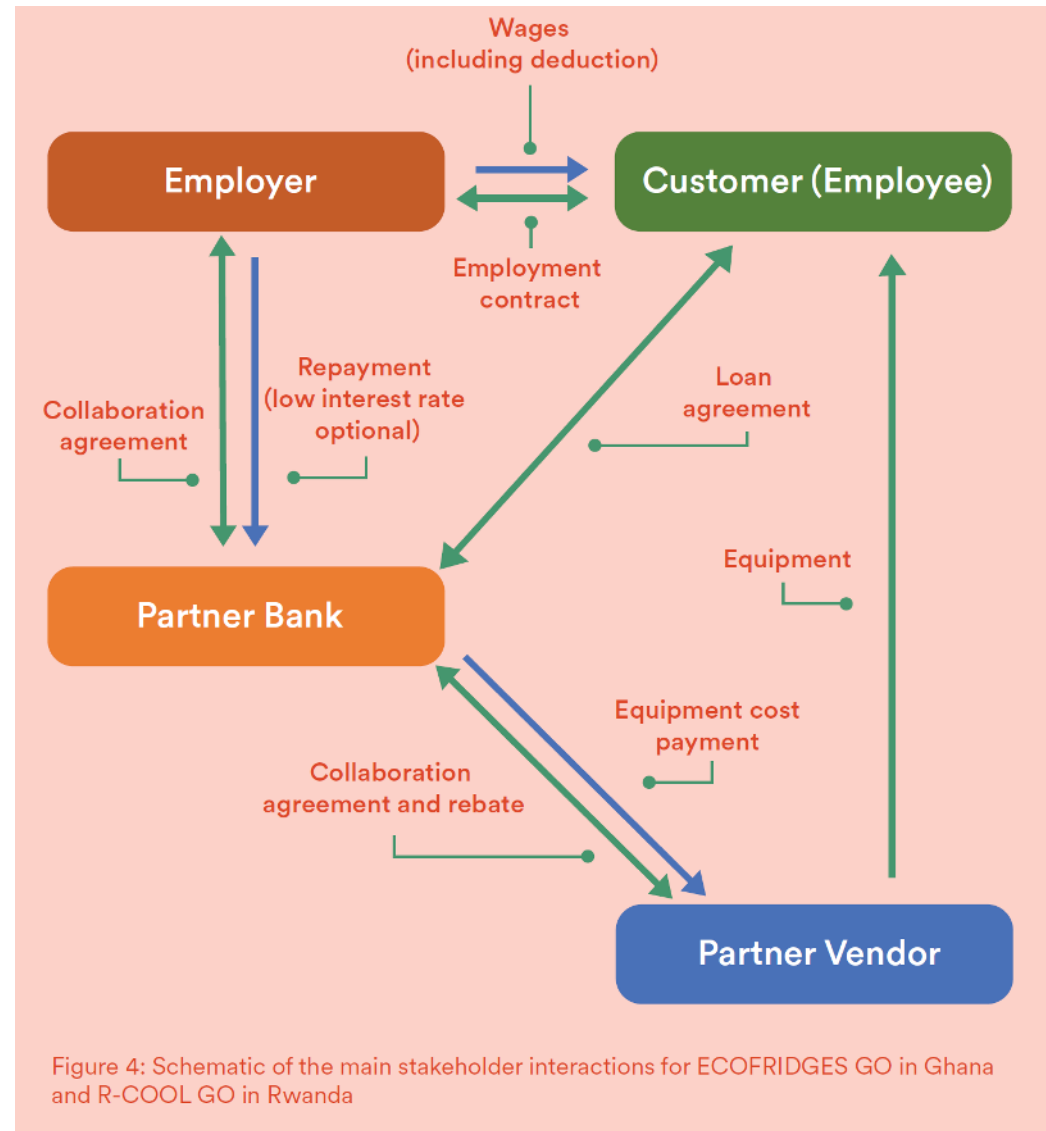 Wages
(including deduction)
Employer
Customer (Employee)
Employment
contract
Repayment
(low interest rate
optional)
Collaboration
agreement
Loan
agreement
Equipment
Partner Bank
Equipment cost
payment
Collaboration
agreement and rebate
Partner Vendor
Figure 4: Schematic of the main stakeholder interactions for ECOFRIDGES GO in Ghana
and R-COOL GO in Rwanda